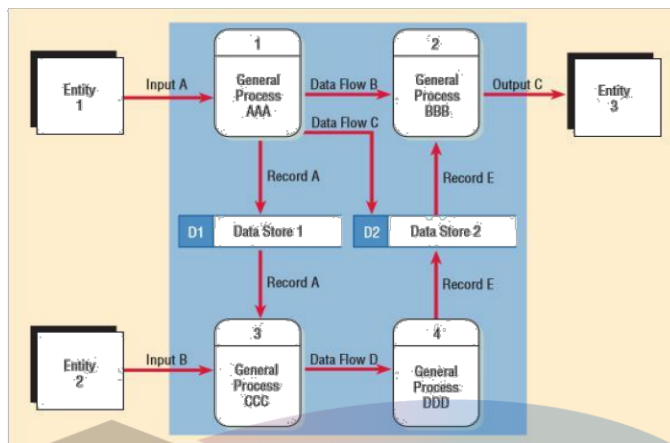 1
2
Entity
1
Input A
General
Process
AAA
Data Flow B
General
Process
BBB
Output C
Entity
3
Data Flow C
Record A
Record E
D1
Data Store 1
D2
Data Store 2
Record A
Record E
3
4
Entity
2
Input B
General
Process
CCC
Data Flow D
General
Process
DDD